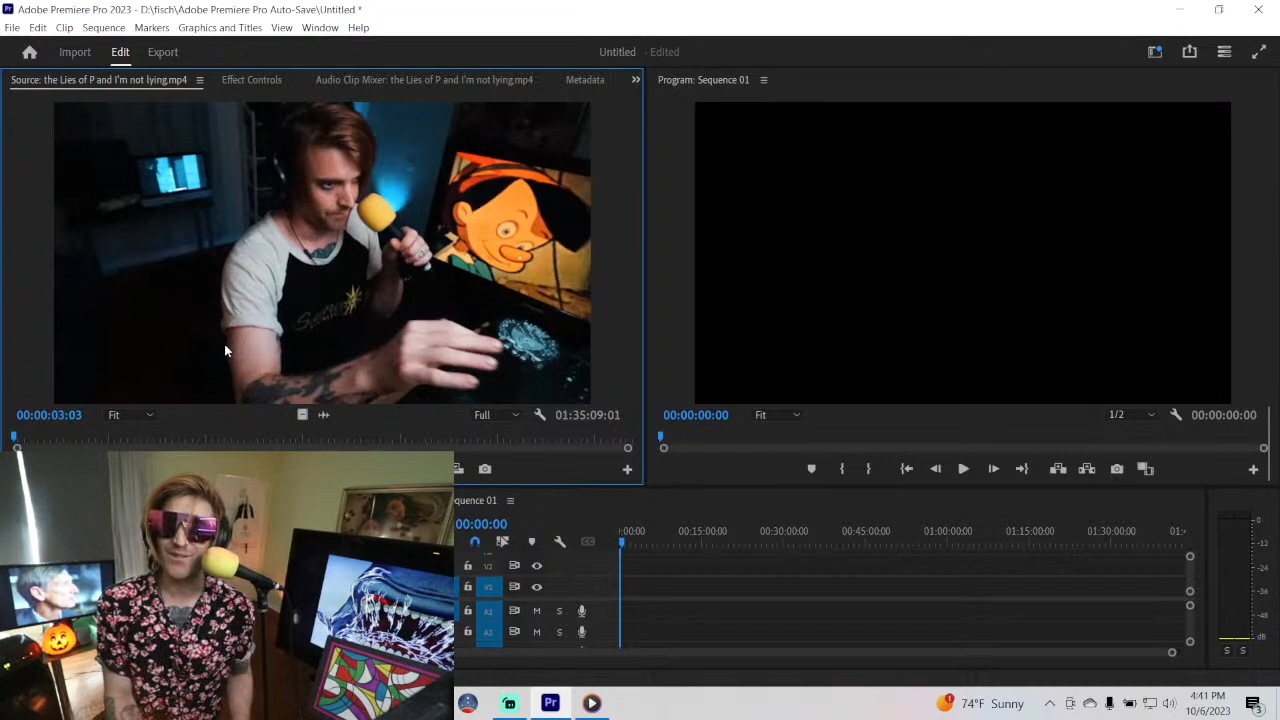 Adobe Premiere Pro 2023 - D:\fisch\Adobe Premiere Pro Auto-Save\Untitled *
File Edit Clip Sequence Markers Graphics and Titles View Window Help
Import Edit Export
Untitled - Edited
Source: the Lies of P and I'm not lying.mp4
Effect Controls
Audio Clip Mixer: the Lies of P and I'm not lying.mp4
Metadata
Program: Sequence 01
00:00:03:03
Fit
Full
01:35:09:01
00:00:00:00
Fit
1/2
00:00:00:00
equence 01
00:00:00
:00:00 00:15:00:00 00:30:00:00 00:45:00:00 01:00:00:00 01:15:00:00 01:30:00:00
V2
V1
A1 M S
A2 M S
0
-12
-24
-36
-48
dB
S S
74°F Sunny
4:41 PM
10/6/2023